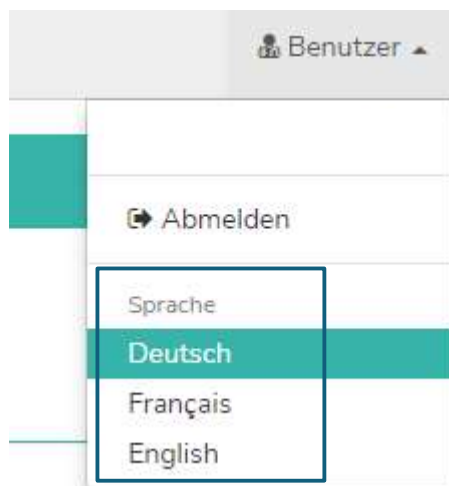 Benutzer
Abmelden
Sprache
Deutsch
Français
English